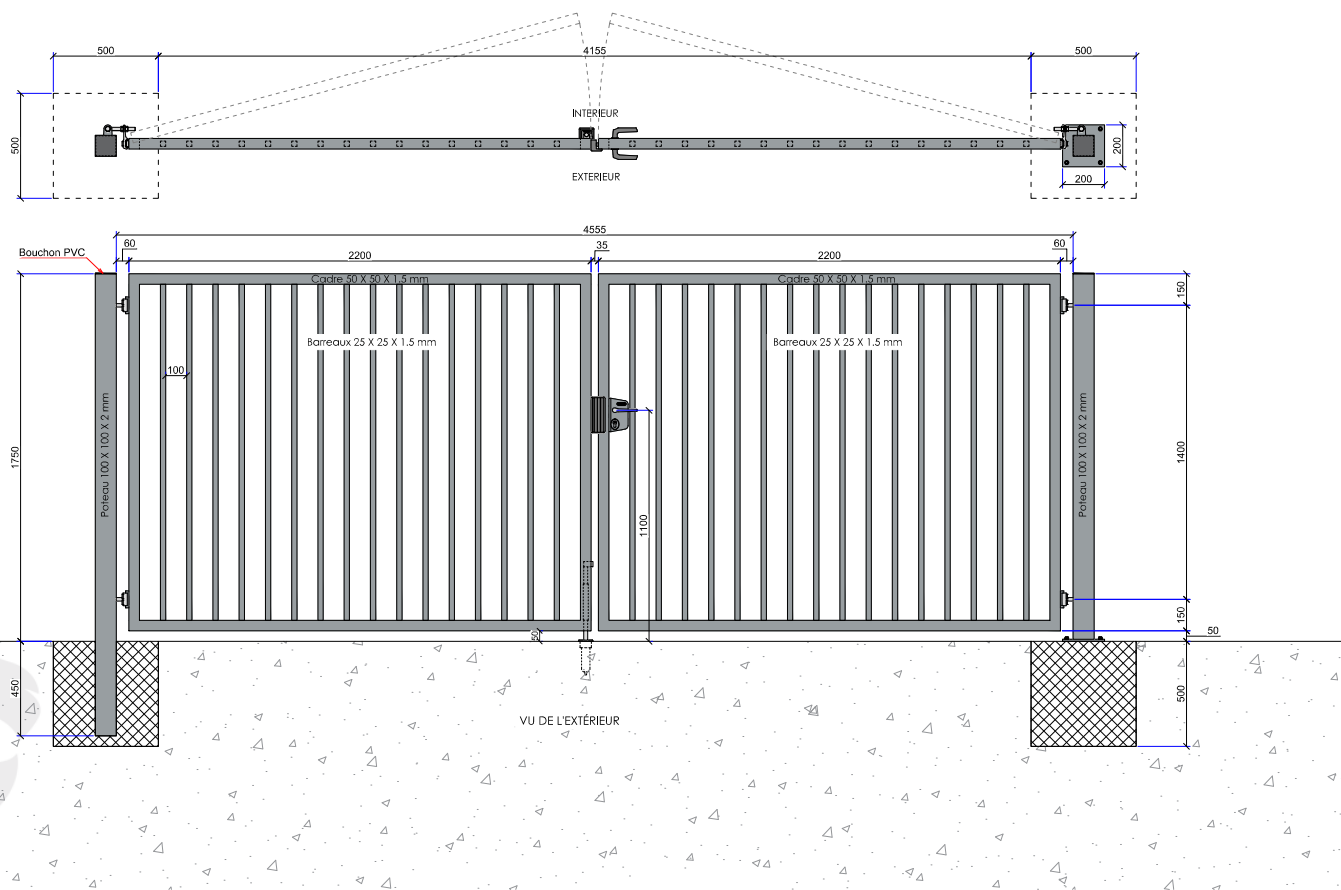 500
4155
500
INTERIEUR
500
200
EXTERIEUR
200
4555
Bouchon PVC
60
2200
35
2200
60
Cadre 50 X 50 X 1.5 mm
Cadre 50 X 50 X 1.5 mm
150
Barreaux 25 X 25 X 1.5 mm
Barreaux 25 X 25 X 1.5 mm
100
Poteau 100 X 100 X 2 mm
Poteau 100 X 100 X 2 mm
1750
1400
1100
150
50
50
450
500
VU DE L'EXTÉRIEUR